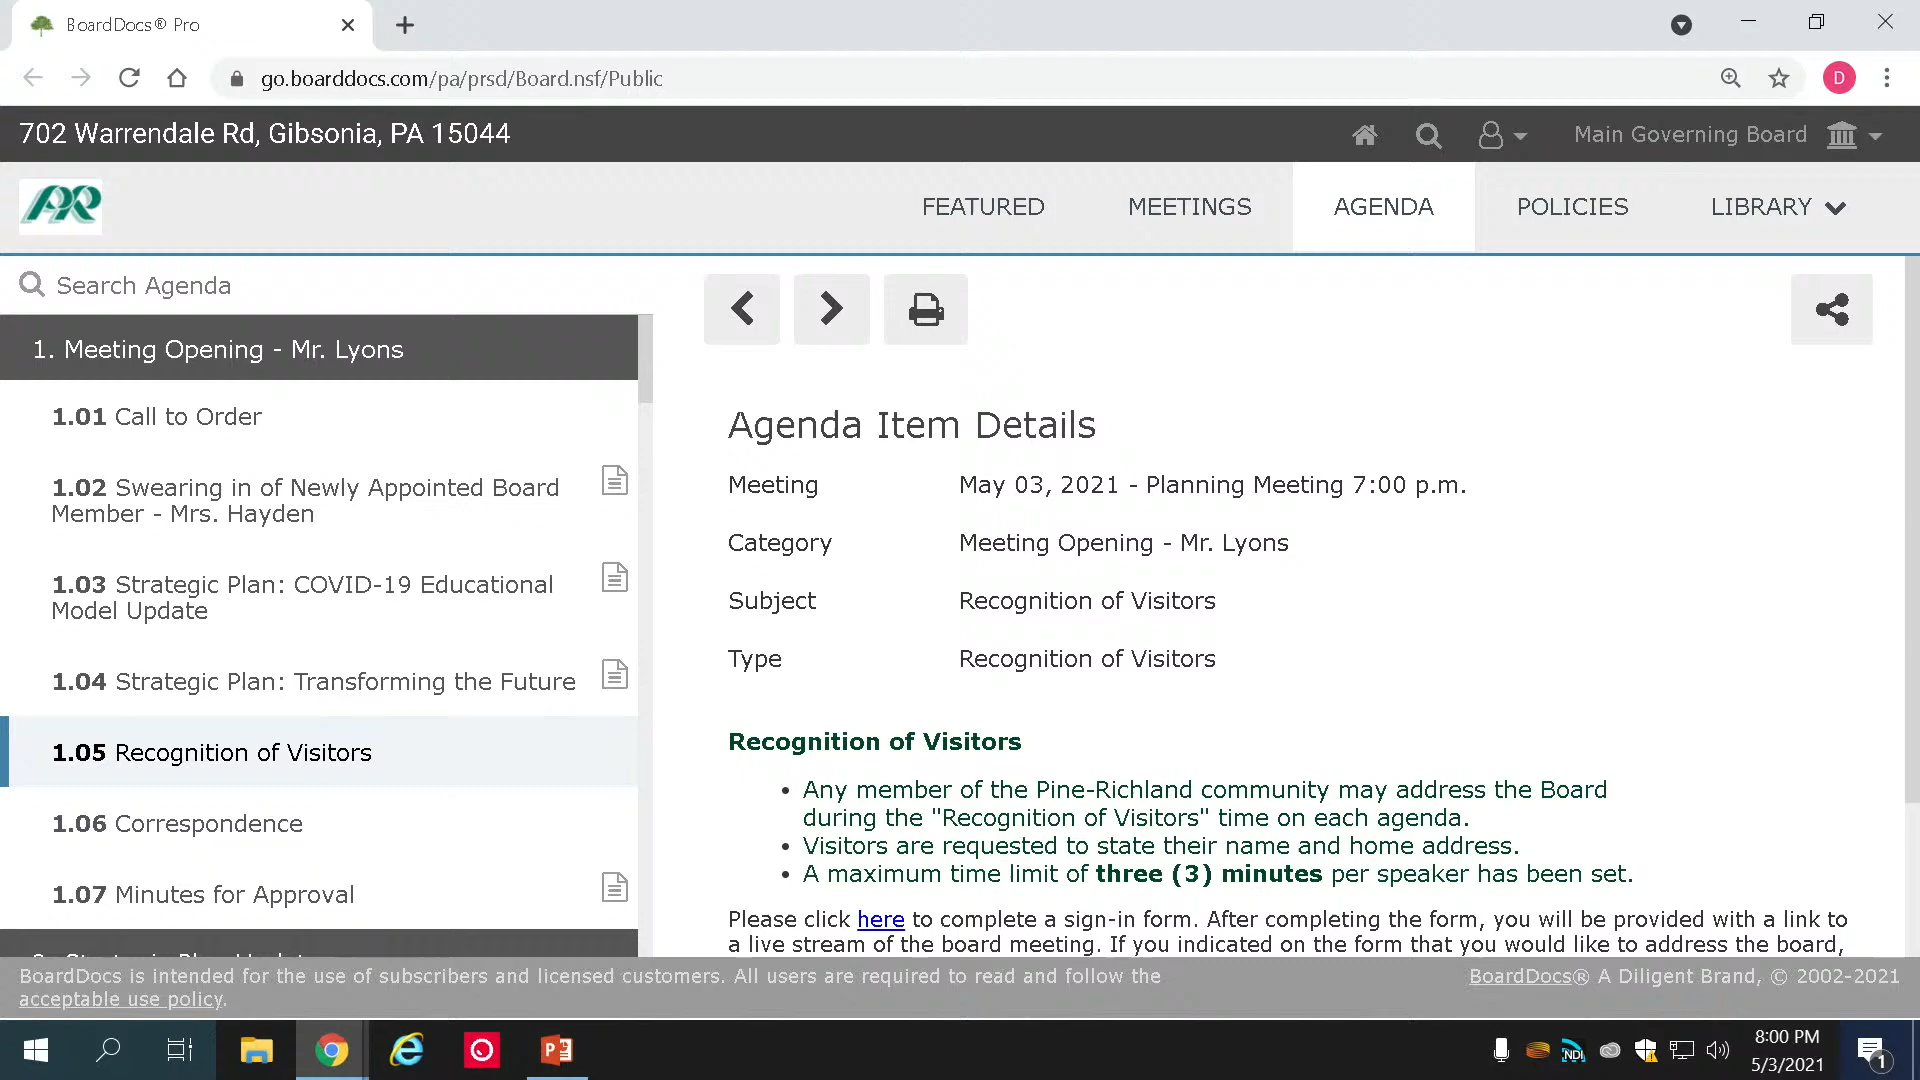 BoardDocs® Pro
go.boarddocs.com/pa/prsd/Board.nsf/Public
D
702 Warrendale Rd, Gibsonia, PA 15044
Main Governing Board
PR
FEATURED
MEETINGS
AGENDA
POLICIES
LIBRARY
Search Agenda
1. Meeting Opening - Mr. Lyons
1.01 Call to Order
1.02 Swearing in of Newly Appointed Board
Member - Mrs. Hayden
1.03 Strategic Plan: COVID-19 Educational
Model Update
1.04 Strategic Plan: Transforming the Future
1.05 Recognition of Visitors
1.06 Correspondence
1.07 Minutes for Approval
Agenda Item Details
Meeting May 03, 2021 - Planning Meeting 7:00 p.m.
Category Meeting Opening - Mr. Lyons
Subject Recognition of Visitors
Type Recognition of Visitors
Recognition of Visitors
• Any member of the Pine-Richland community may address the Board
during the "Recognition of Visitors" time on each agenda.
• Visitors are requested to state their name and home address.
• A maximum time limit of three (3) minutes per speaker has been set.
Please click here to complete a sign-in form. After completing the form, you will be provided with a link to
a live stream of the board meeting. If you indicated on the form that you would like to address the board,
BoardDocs is intended for the use of subscribers and licensed customers. All users are required to read and follow the
acceptable use policy.
BoardDocs® A Diligent Brand, © 2002-2021
NDI
8:00 PM
5/3/2021
1